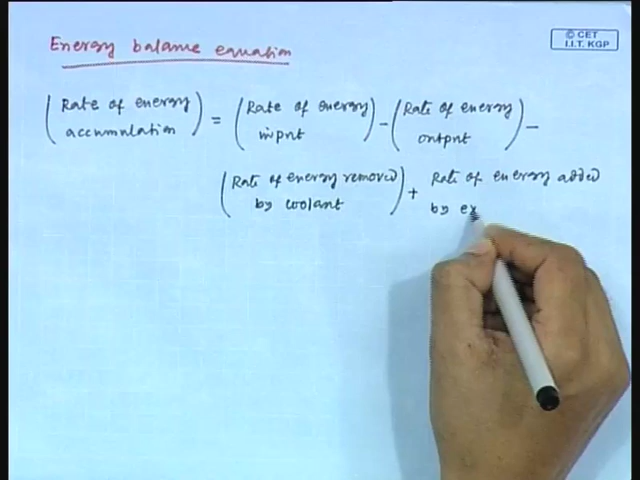 Energy balance equation
© CET
I.I.T. KGP
(Rate of energy accumulation) = (Rate of energy input) - (Rate of energy output) -
(Rate of energy removed by coolant) + Rate of energy added by ex